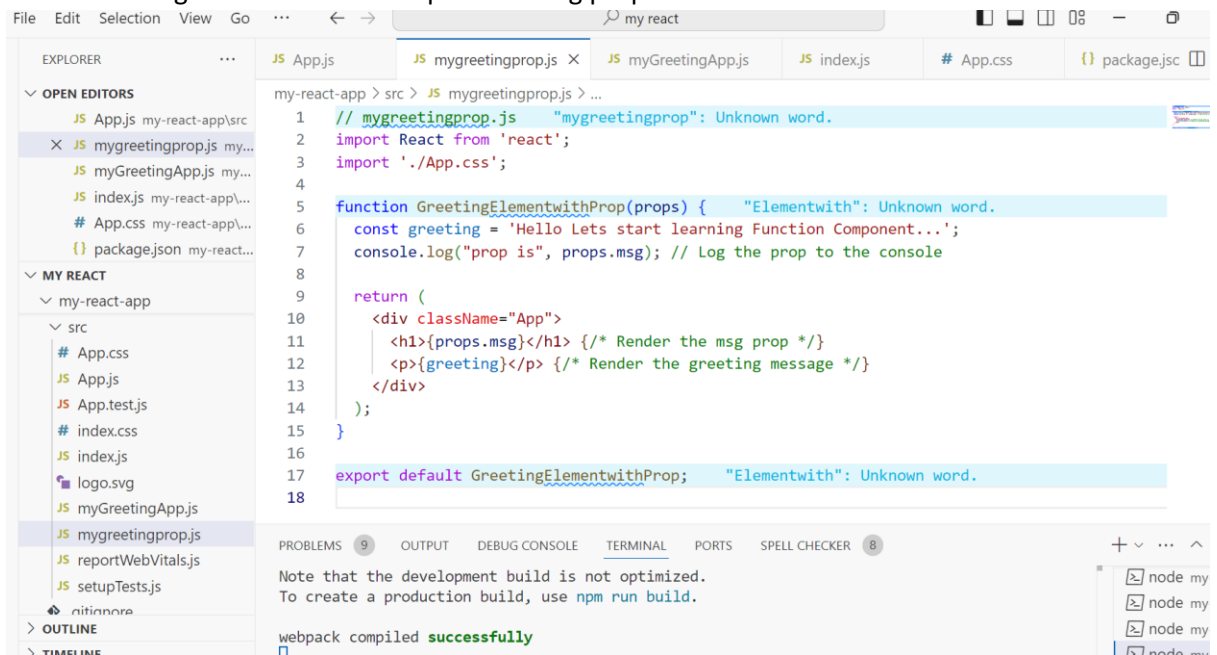 File Edit Selection View Go ··· my react
EXPLORER ···
OPEN EDITORS
JS App.js my-react-app\src
JS mygreetingprop.js my...
JS myGreetingApp.js my...
JS index.js my-react-app\...
# App.css my-react-app\...
{} package.json my-react...
MY REACT
my-react-app
src
# App.css
JS App.js
JS App.test.js
# index.css
JS index.js
logo.svg
JS myGreetingApp.js
JS mygreetingprop.js
JS reportWebVitals.js
JS setupTests.js
.gitignore
OUTLINE
TIMELINE
JS App.js JS mygreetingprop.js JS myGreetingApp.js JS index.js # App.css {} package.jsc
my-react-app > src > JS mygreetingprop.js > ...
1 // mygreetingprop.js "mygreetingprop": Unknown word.
2 import React from 'react';
3 import './App.css';
4
5 function GreetingElementwithProp(props) { "Elementwith": Unknown word.
6 const greeting = 'Hello Lets start learning Function Component...';
7 console.log("prop is", props.msg); // Log the prop to the console
8
9 return (
10 <div className="App">
11 <h1>{props.msg}</h1> {/* Render the msg prop */}
12 <p>{greeting}</p> {/* Render the greeting message */}
13 </div>
14 );
15 }
16
17 export default GreetingElementwithProp; "Elementwith": Unknown word.
18
PROBLEMS 9 OUTPUT DEBUG CONSOLE TERMINAL PORTS SPELL CHECKER 8
Note that the development build is not optimized.
To create a production build, use npm run build.
webpack compiled successfully
node my
node my
node my
node my